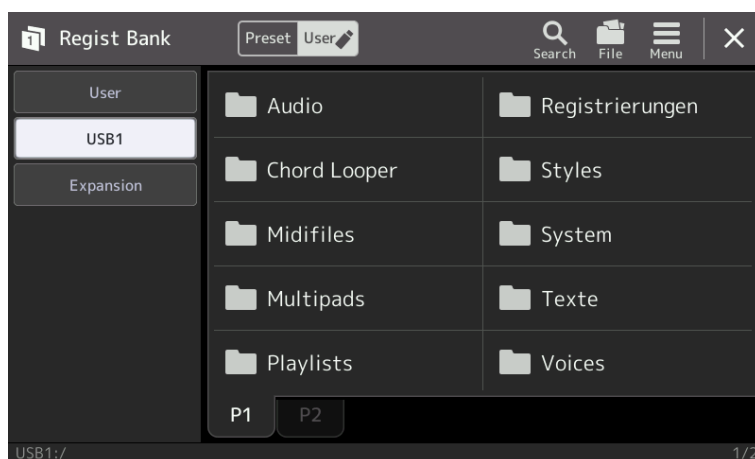 1 Regist Bank Preset User Search File Menu
User
USB1
Expansion
Audio
Chord Looper
Midifiles
Multipads
Playlists
Registrierungen
Styles
System
Texte
Voices
P1 P2
USB1:/ 1/2